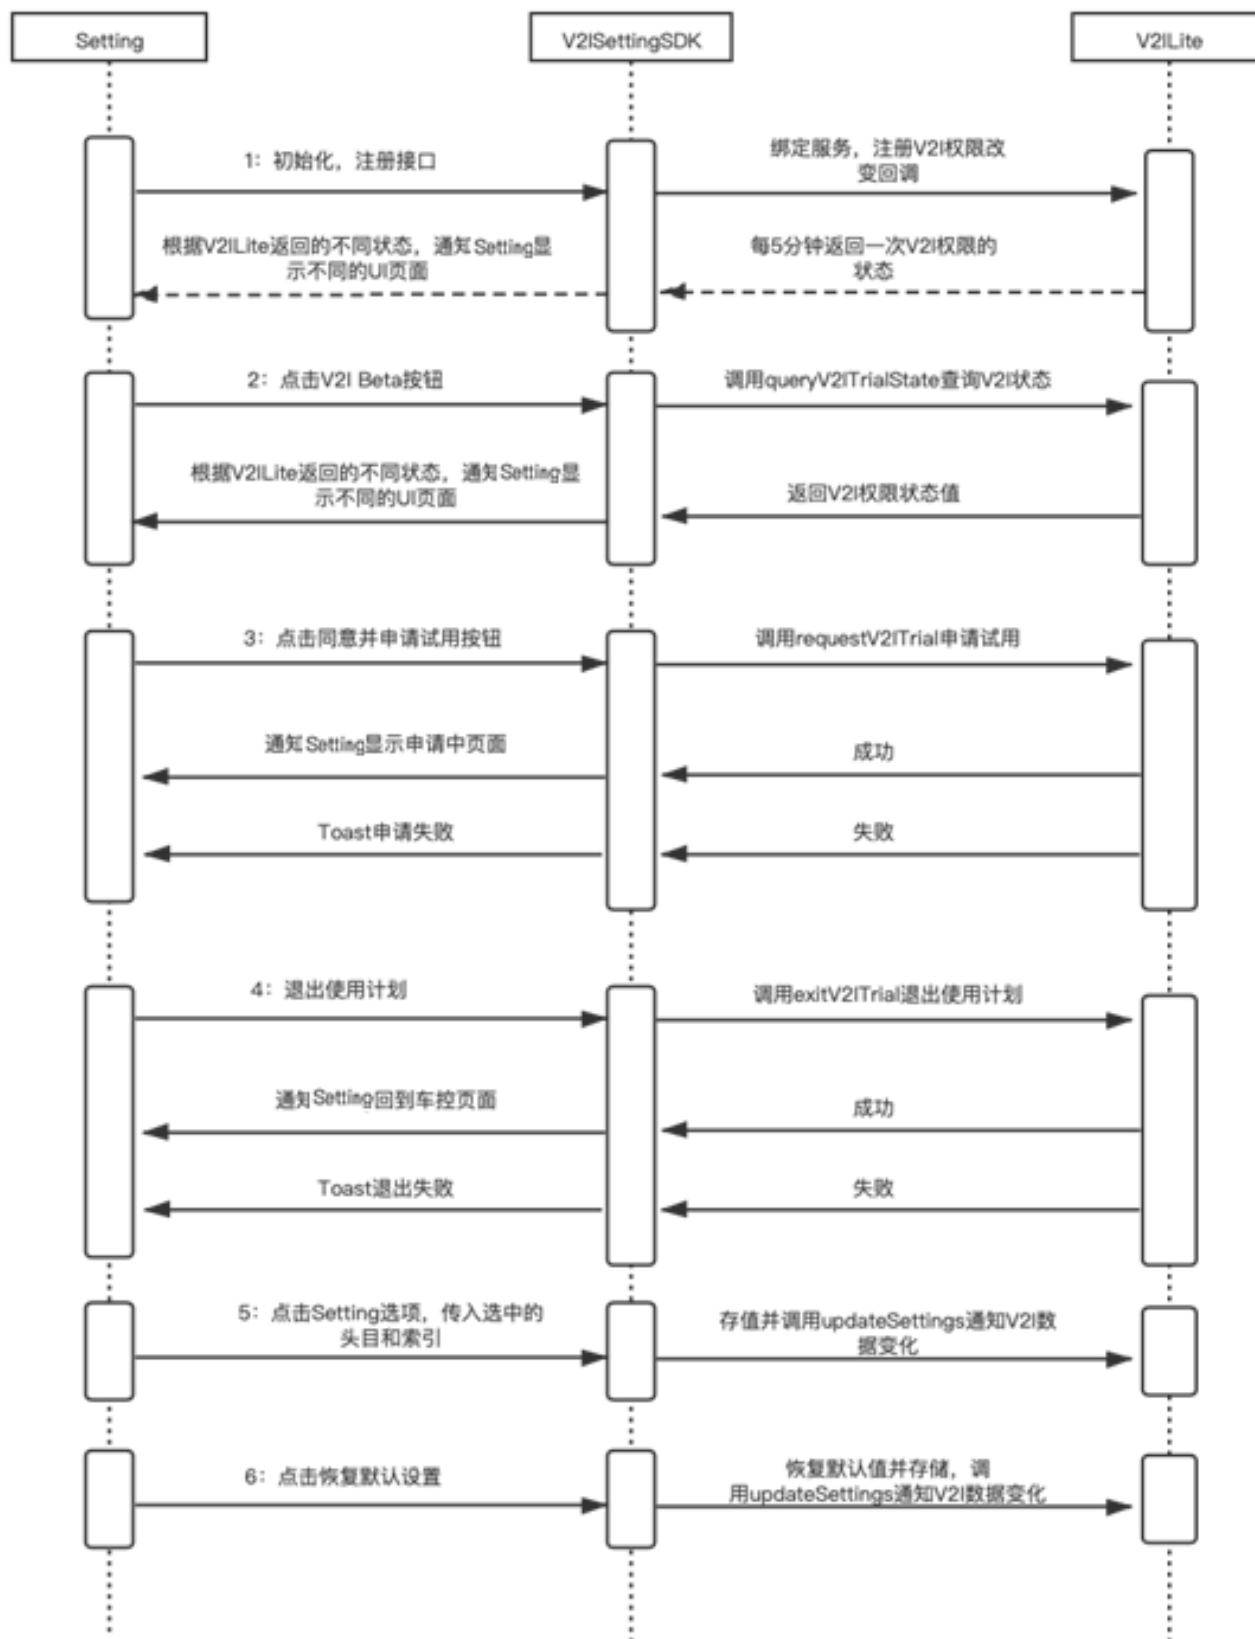 Setting
V2ISettingSDK
V2ILite
1：初始化，注册接口
绑定服务，注册V2I权限改
变回调
根据V2ILite返回的不同状态，通知Setting显
示不同的UI页面
每5分钟返回一次V2I权限的
状态
2：点击V2I Beta按钮
调用queryV2ITrialState查询V2I状态
根据V2ILite返回的不同状态，通知Setting显
示不同的UI页面
返回V2I权限状态值
3：点击同意并申请试用按钮
调用requestV2ITrial申请试用
通知Setting显示申请中页面
成功
Toast申请失败
失败
4：退出使用计划
调用exitV2ITrial退出使用计划
通知Setting回到车控页面
成功
Toast退出失败
失败
5：点击Setting选项，传入选中的
头目和索引
存值并调用updateSettings通知V2I数
据变化
6：点击恢复默认设置
恢复默认值并存储，调
用updateSettings通知V2I数据变化